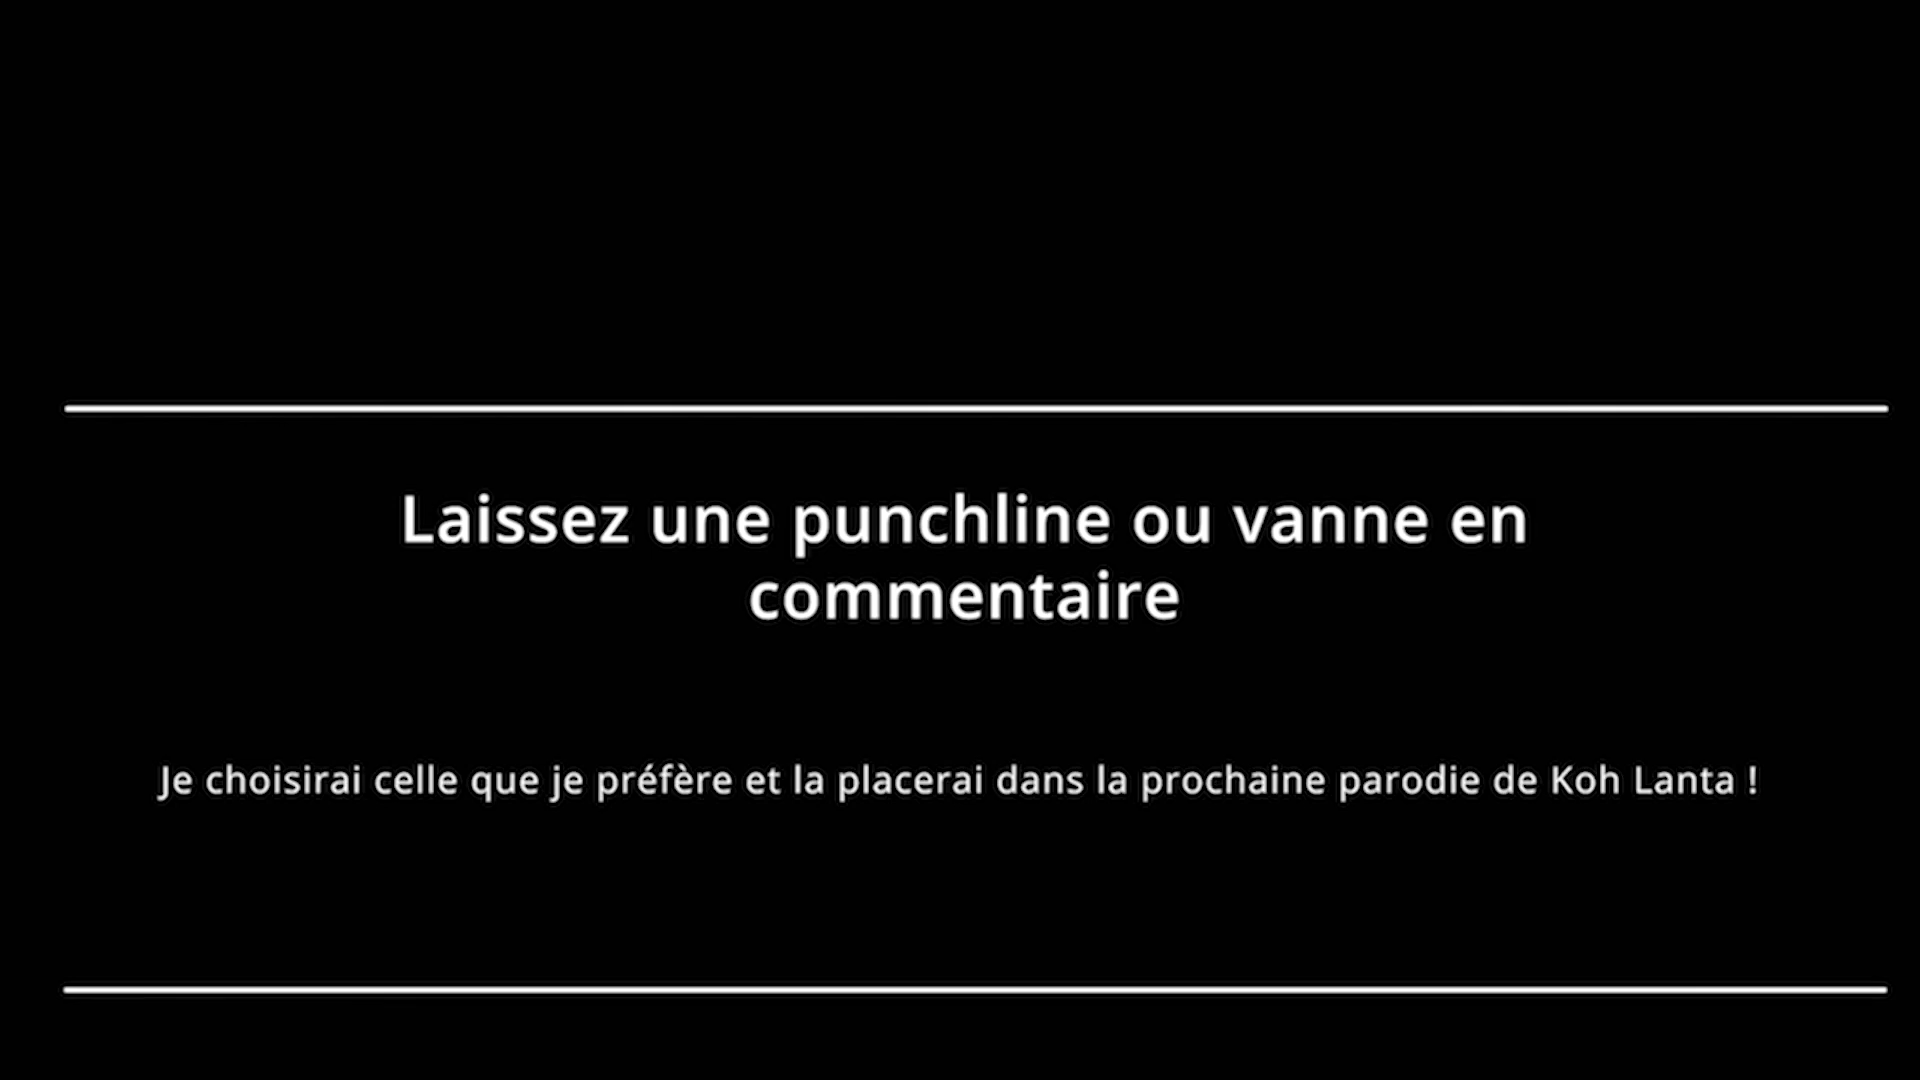 Laissez une punchline ou vanne en
commentaire
Je choisirai celle que je préfère et la placerai dans la prochaine parodie de Koh Lanta !